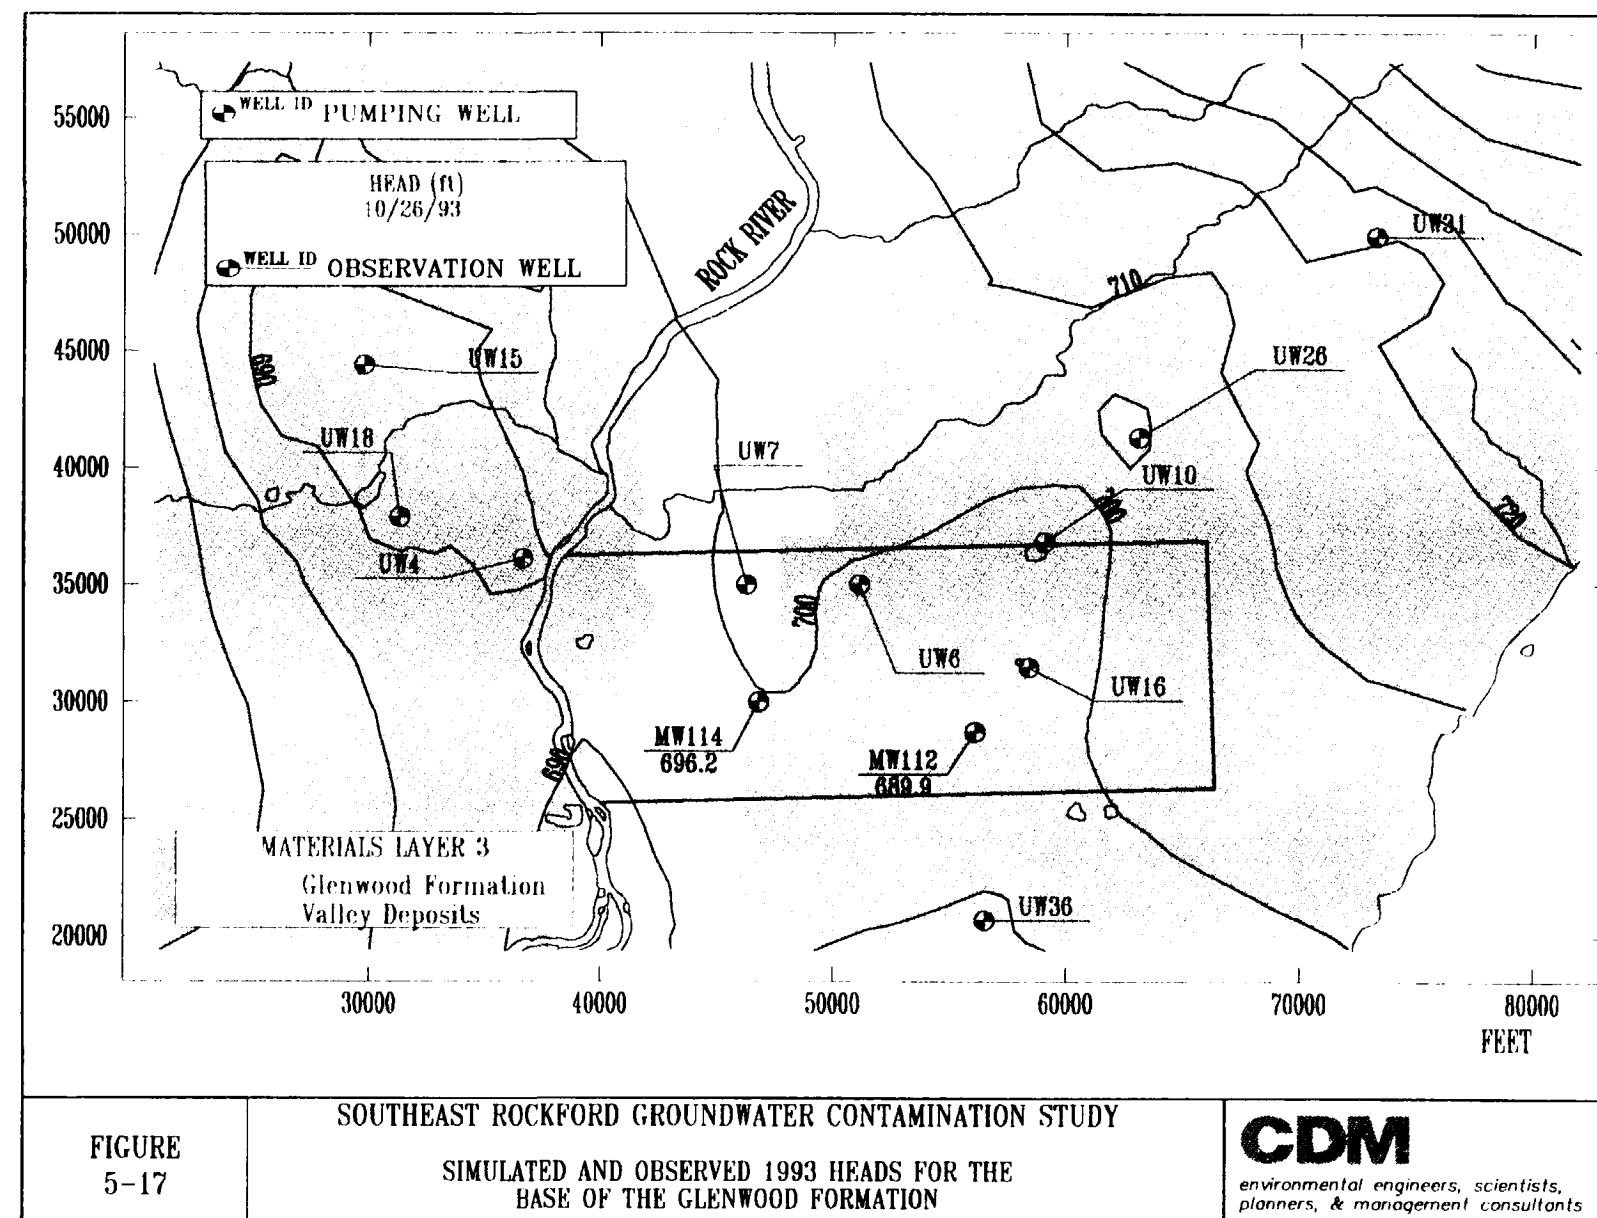 55000
50000
45000
40000
35000
30000
25000
20000
WELL ID PUMPING WELL
HEAD (ft)
10/26/93
WELL ID OBSERVATION WELL
ROCK RIVER
710
UW31
690
UW15
UW26
UW18
UW7
UW10
700
720
UW4
700
UW6
UW16
MW114
696.2
MW112
689.9
690
MATERIALS LAYER 3
Glenwood Formation
Valley Deposits
UW36
30000
40000
50000
60000
70000
80000
FEET
FIGURE
5-17
SOUTHEAST ROCKFORD GROUNDWATER CONTAMINATION STUDY
SIMULATED AND OBSERVED 1993 HEADS FOR THE
BASE OF THE GLENWOOD FORMATION
CDM
environmental engineers, scientists,
planners, & management consultants